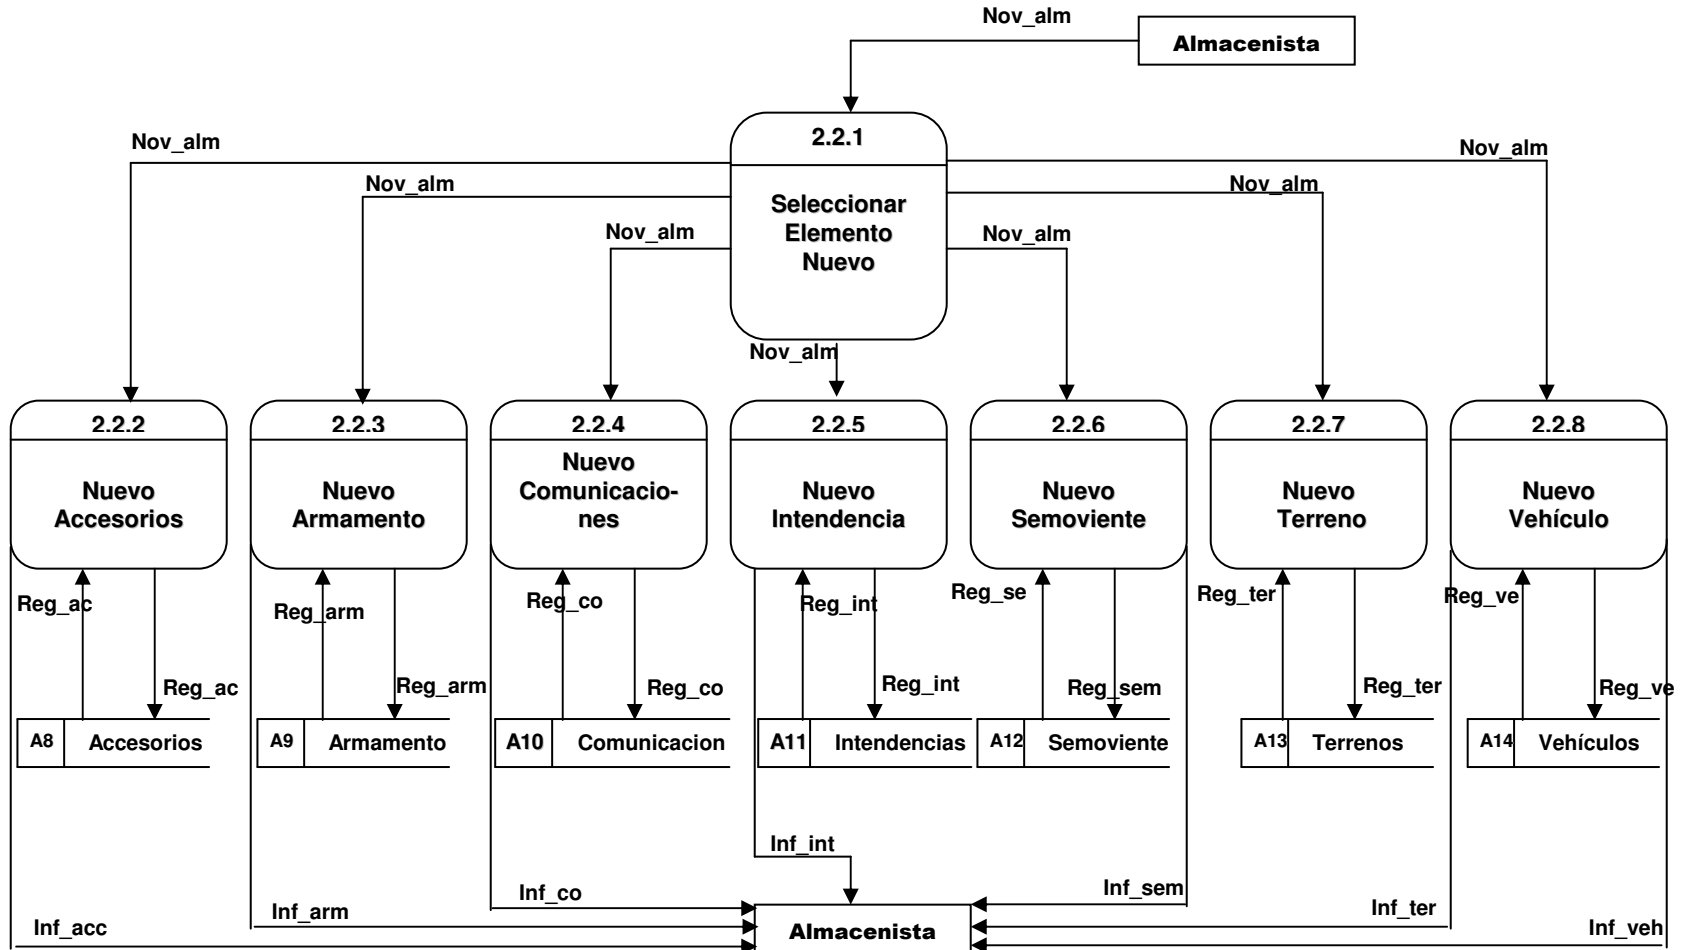 Nov_alm
Almacenista
2.2.1
Nov_alm
Nov_alm
Nov_alm
Nov_alm
Seleccionar
Elemento
Nuevo
Nov_alm
Nov_alm
Nov_alm
Nov_alm
2.2.2
2.2.3
2.2.4
2.2.5
2.2.6
2.2.7
2.2.8
Nuevo
Accesorios
Nuevo
Armamento
Nuevo
Comunicacio-
nes
Nuevo
Intendencia
Nuevo
Semoviente
Nuevo
Terreno
Nuevo
Vehículo
Reg_ac
Reg_arm
Reg_co
Reg_int
Reg_se
Reg_ter
Reg_ve
Reg_ac
Reg_arm
Reg_co
Reg_int
Reg_sem
Reg_ter
Reg_ve
A8 Accesorios
A9 Armamento
A10 Comunicacion
A11 Intendencias
A12 Semoviente
A13 Terrenos
A14 Vehículos
Inf_int
Inf_co
Inf_sem
Inf_arm
Inf_ter
Inf_acc
Almacenista
Inf_veh